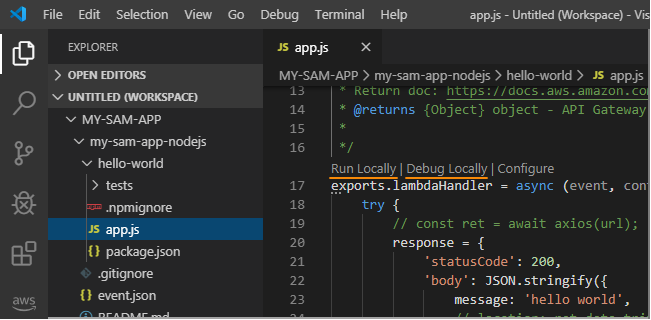 File Edit Selection View Go Debug Terminal Help app.js - Untitled (Workspace) - Vis
EXPLORER
OPEN EDITORS
UNTITLED (WORKSPACE)
MY-SAM-APP
my-sam-app-nodejs
hello-world
tests
.npmignore
JS app.js
{} package.json
.gitignore
{} event.json
README.md
aws
JS app.js ×
MY-SAM-APP > my-sam-app-nodejs > hello-world > JS app.js
13 * Return doc: https://docs.aws.amazon.com
14 * @returns {Object} object - API Gateway
15 *
16 */
Run Locally | Debug Locally | Configure
17 exports.lambdaHandler = async (event, con
18 try {
19 // const ret = await axios(url);
20 response = {
21 'statusCode': 200,
22 'body': JSON.stringify({
23 message: 'hello world',
24